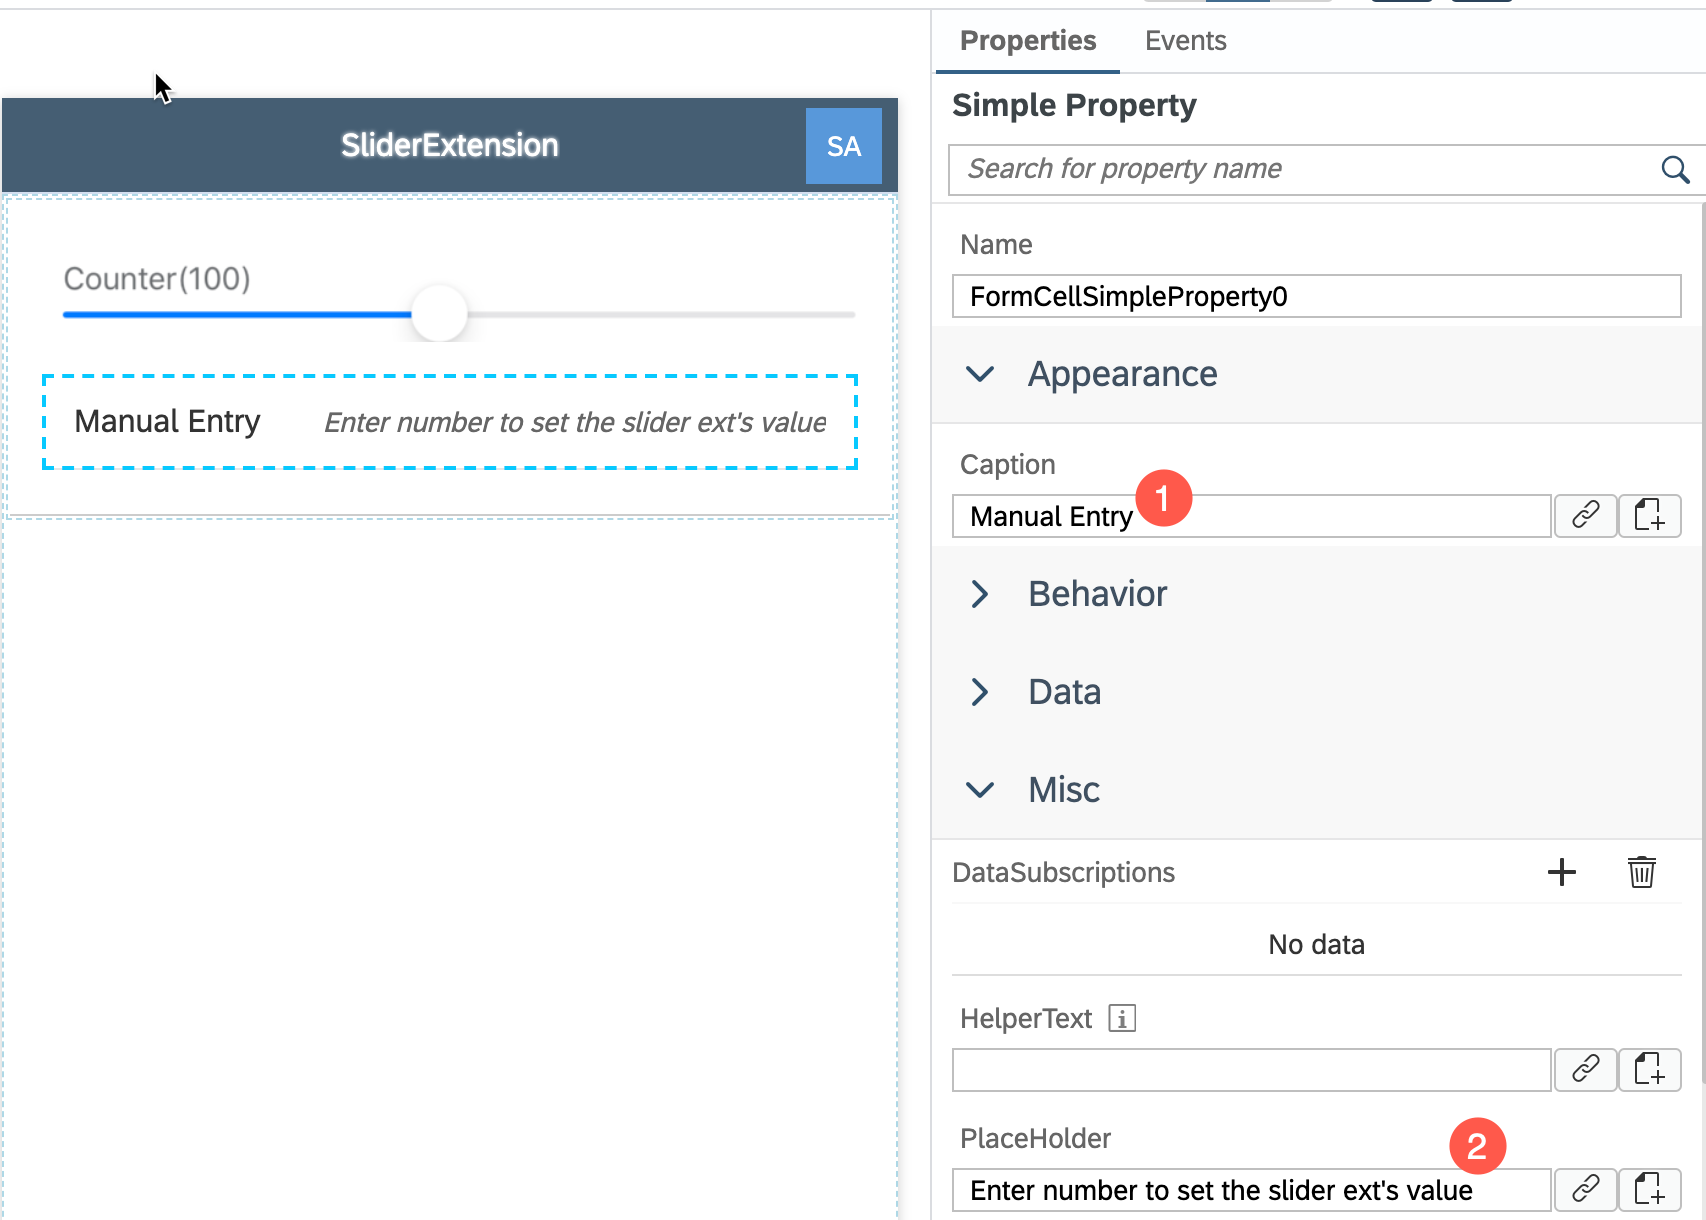 SliderExtension
SA
Counter(100)
Manual Entry
Enter number to set the slider ext's value
Properties
Events
Simple Property
Search for property name
Name
FormCellSimpleProperty0
Appearance
Caption
Manual Entry
1
Behavior
Data
Misc
DataSubscriptions
No data
HelperText
PlaceHolder
2
Enter number to set the slider ext's value